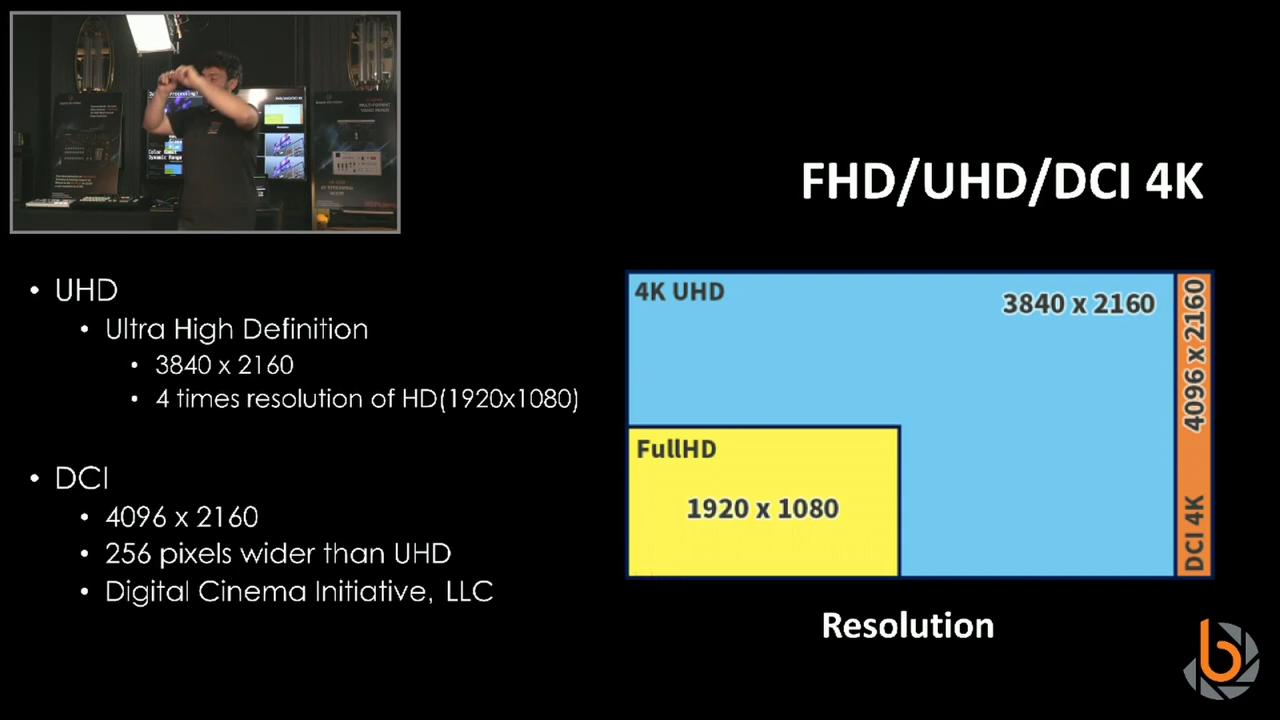 FHD/UHD/DCI 4K
• UHD
• Ultra High Definition
• 3840 x 2160
• 4 times resolution of HD(1920x1080)
• DCI
• 4096 x 2160
• 256 pixels wider than UHD
• Digital Cinema Initiative, LLC
4K UHD
3840 x 2160
4096 x 2160
DCI 4K
FullHD
1920 x 1080
Resolution
b